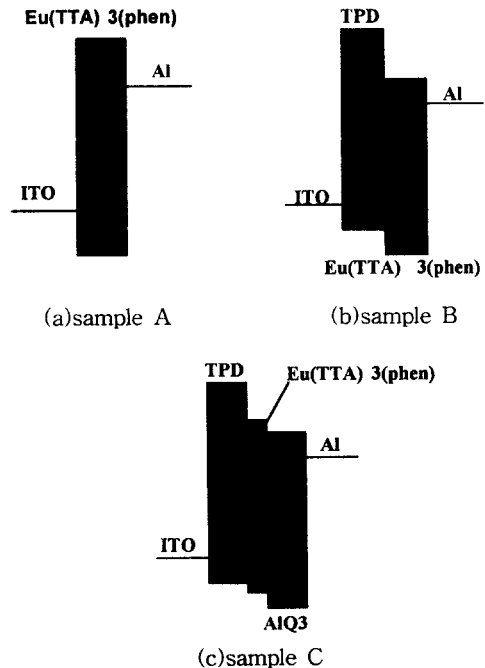 Eu(TTA) 3(phen)
Al
ITO
(a)sample A
TPD
Al
ITO
Eu(TTA) 3(phen)
(b)sample B
TPD
Eu(TTA) 3(phen)
Al
ITO
AlQ3
(c)sample C